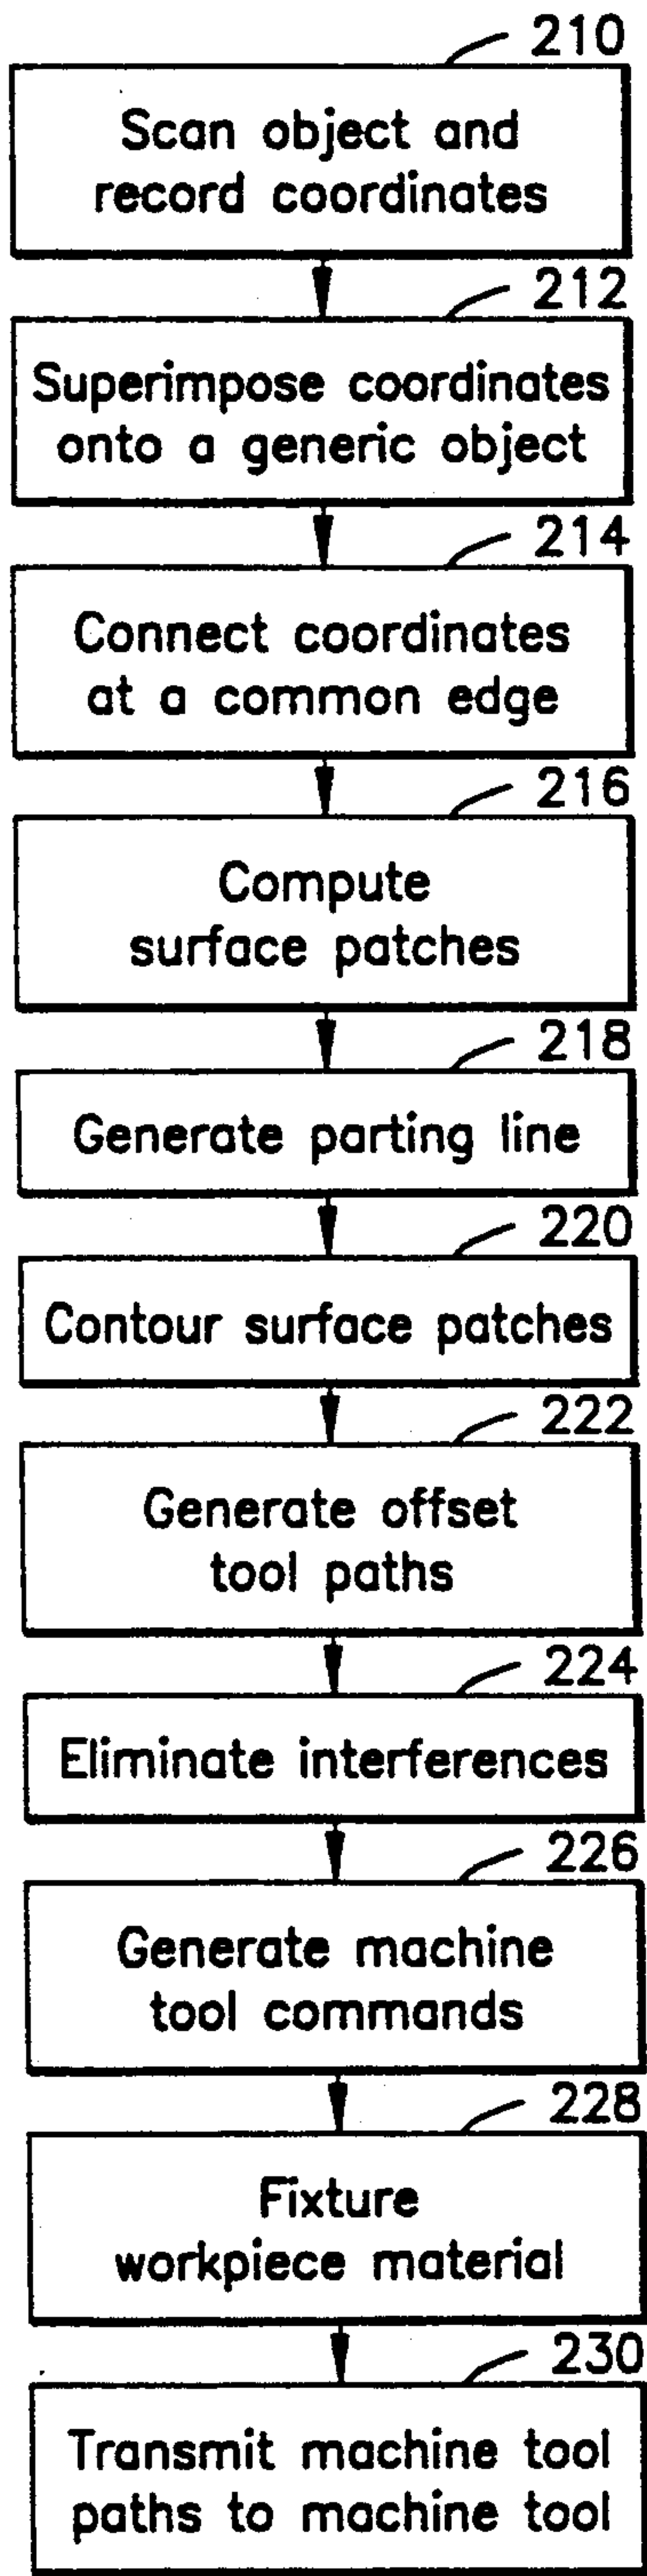 210
Scan object and
record coordinates
212
Superimpose coordinates
onto a generic object
214
Connect coordinates
at a common edge
216
Compute
surface patches
218
Generate parting line
220
Contour surface patches
222
Generate offset
tool paths
224
Eliminate interferences
226
Generate machine
tool commands
228
Fixture
workpiece material
230
Transmit machine tool
paths to machine tool